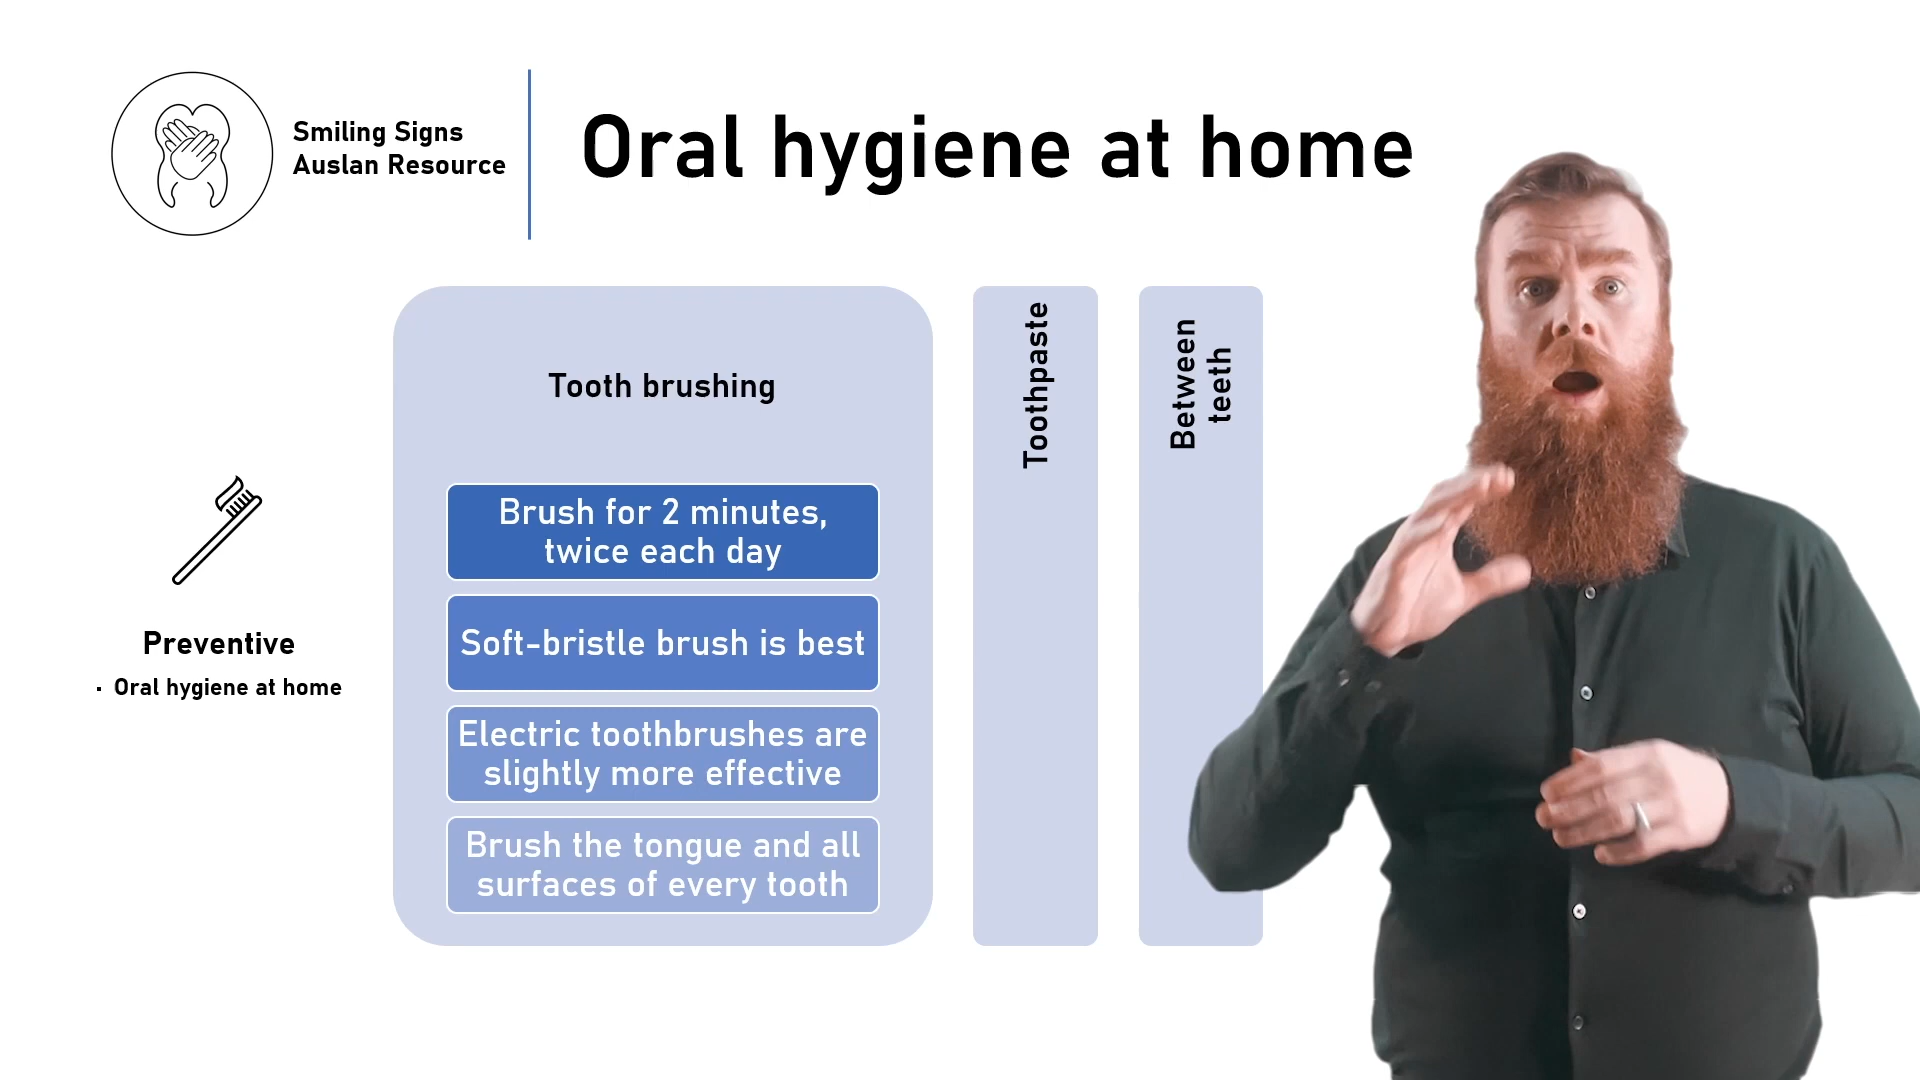 Smiling Signs
Auslan Resource
Oral hygiene at home
Preventive
· Oral hygiene at home
Tooth brushing
Brush for 2 minutes,
twice each day
Soft-bristle brush is best
Electric toothbrushes are
slightly more effective
Brush the tongue and all
surfaces of every tooth
Toothpaste
Between
teeth